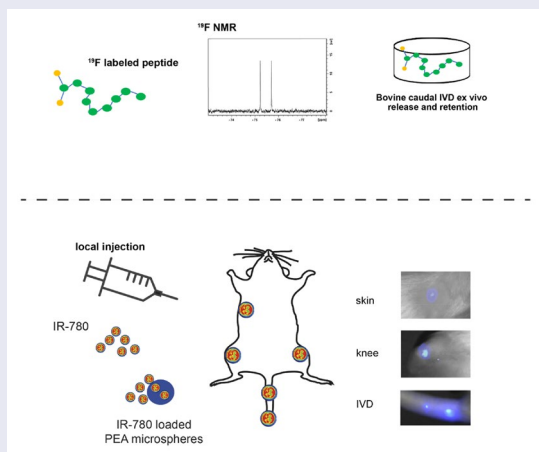 ¹⁹F NMR
¹⁹F labeled peptide
Bovine caudal IVD ex vivo
release and retention
local injection
IR-780
IR-780 loaded
PEA microspheres
skin
knee
IVD